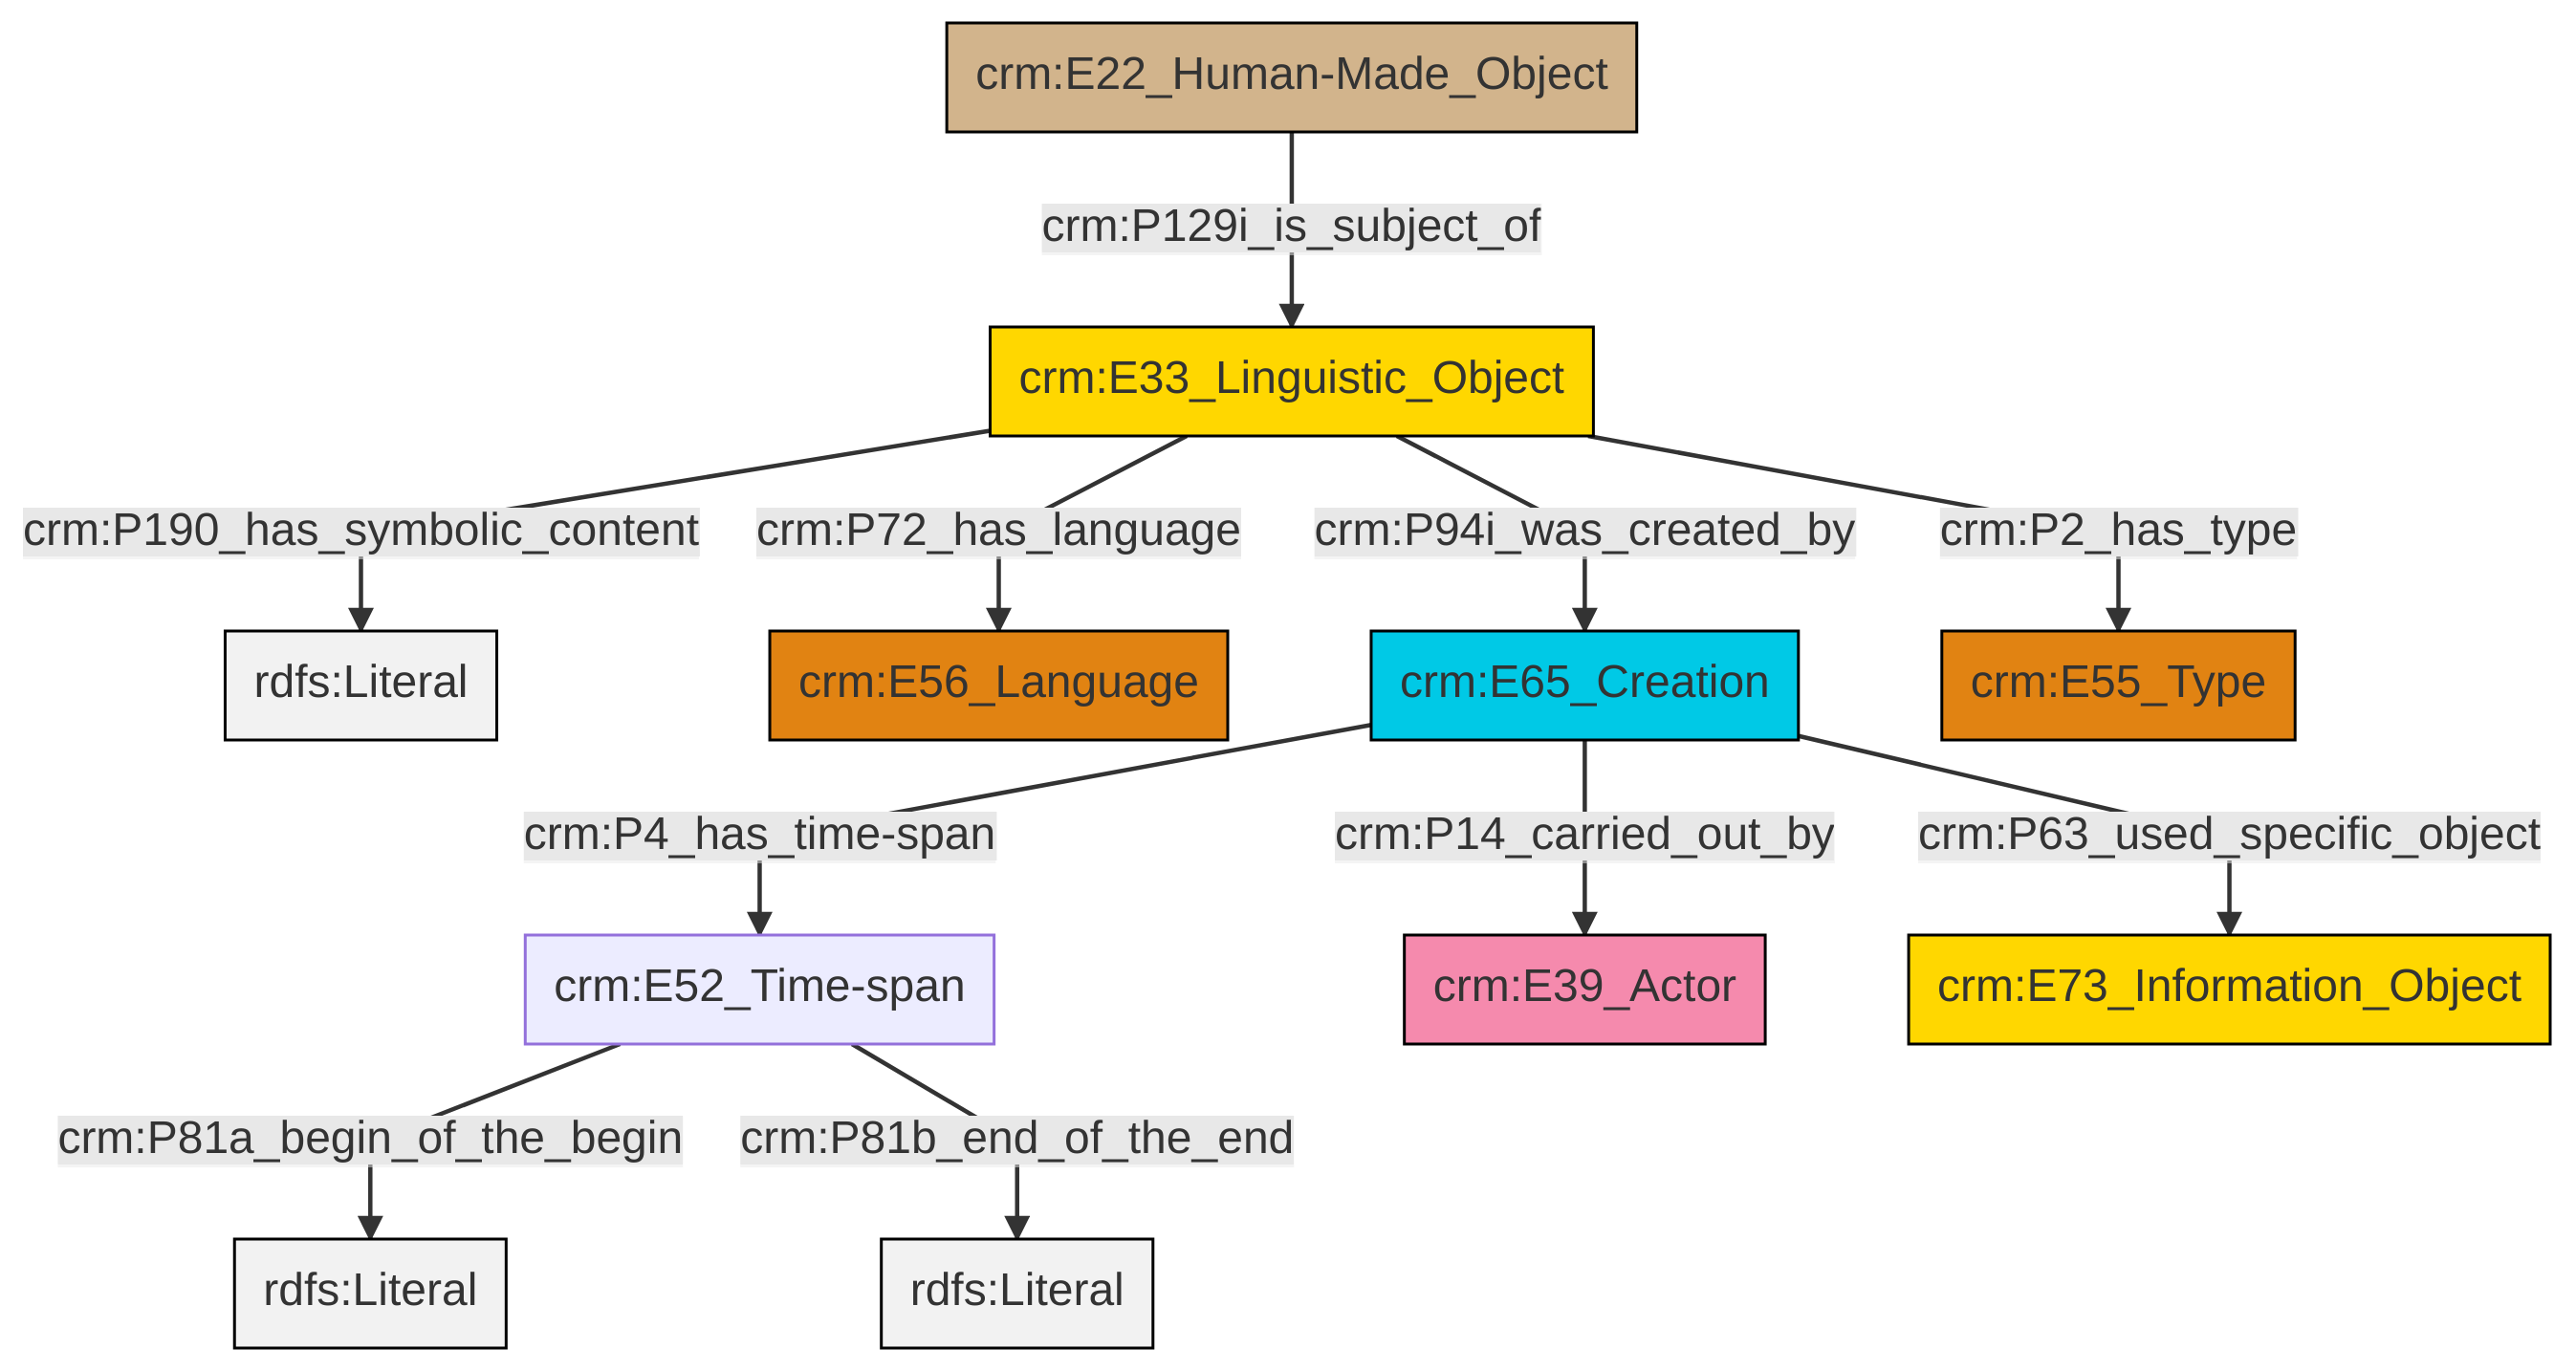 crm:E22_Human-Made_Object
crm:P129i_is_subject_of
crm:E33_Linguistic_Object
crm:P190_has_symbolic_content
crm:P72_has_language
crm:P94i_was_created_by
crm:P2_has_type
rdfs:Literal
crm:E56_Language
crm:E65_Creation
crm:E55_Type
crm:P4_has_time-span
crm:P14_carried_out_by
crm:P63_used_specific_object
crm:E52_Time-span
crm:E39_Actor
crm:E73_Information_Object
crm:P81a_begin_of_the_begin
crm:P81b_end_of_the_end
rdfs:Literal
rdfs:Literal